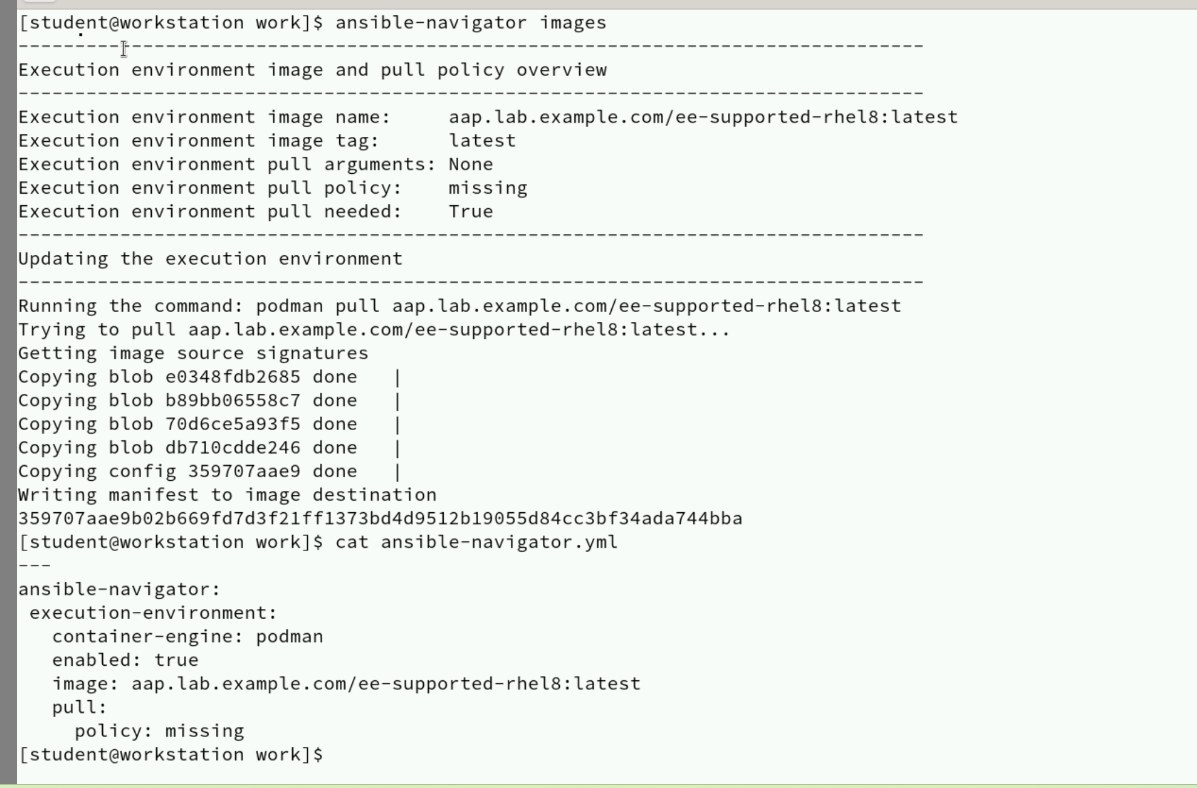 [student@workstation work]$ ansible-navigator images
--------------------------------------------------------------------------------
Execution environment image and pull policy overview
--------------------------------------------------------------------------------
Execution environment image name:     aap.lab.example.com/ee-supported-rhel8:latest
Execution environment image tag:      latest
Execution environment pull arguments: None
Execution environment pull policy:    missing
Execution environment pull needed:    True
--------------------------------------------------------------------------------
Updating the execution environment
--------------------------------------------------------------------------------
Running the command: podman pull aap.lab.example.com/ee-supported-rhel8:latest
Trying to pull aap.lab.example.com/ee-supported-rhel8:latest...
Getting image source signatures
Copying blob e0348fdb2685 done   |
Copying blob b89bb06558c7 done   |
Copying blob 70d6ce5a93f5 done   |
Copying blob db710cdde246 done   |
Copying config 359707aae9 done   |
Writing manifest to image destination
359707aae9b02b669fd7d3f21ff1373bd4d9512b19055d84cc3bf34ada744bba
[student@workstation work]$ cat ansible-navigator.yml
---
ansible-navigator:
 execution-environment:
   container-engine: podman
   enabled: true
   image: aap.lab.example.com/ee-supported-rhel8:latest
   pull:
     policy: missing
[student@workstation work]$